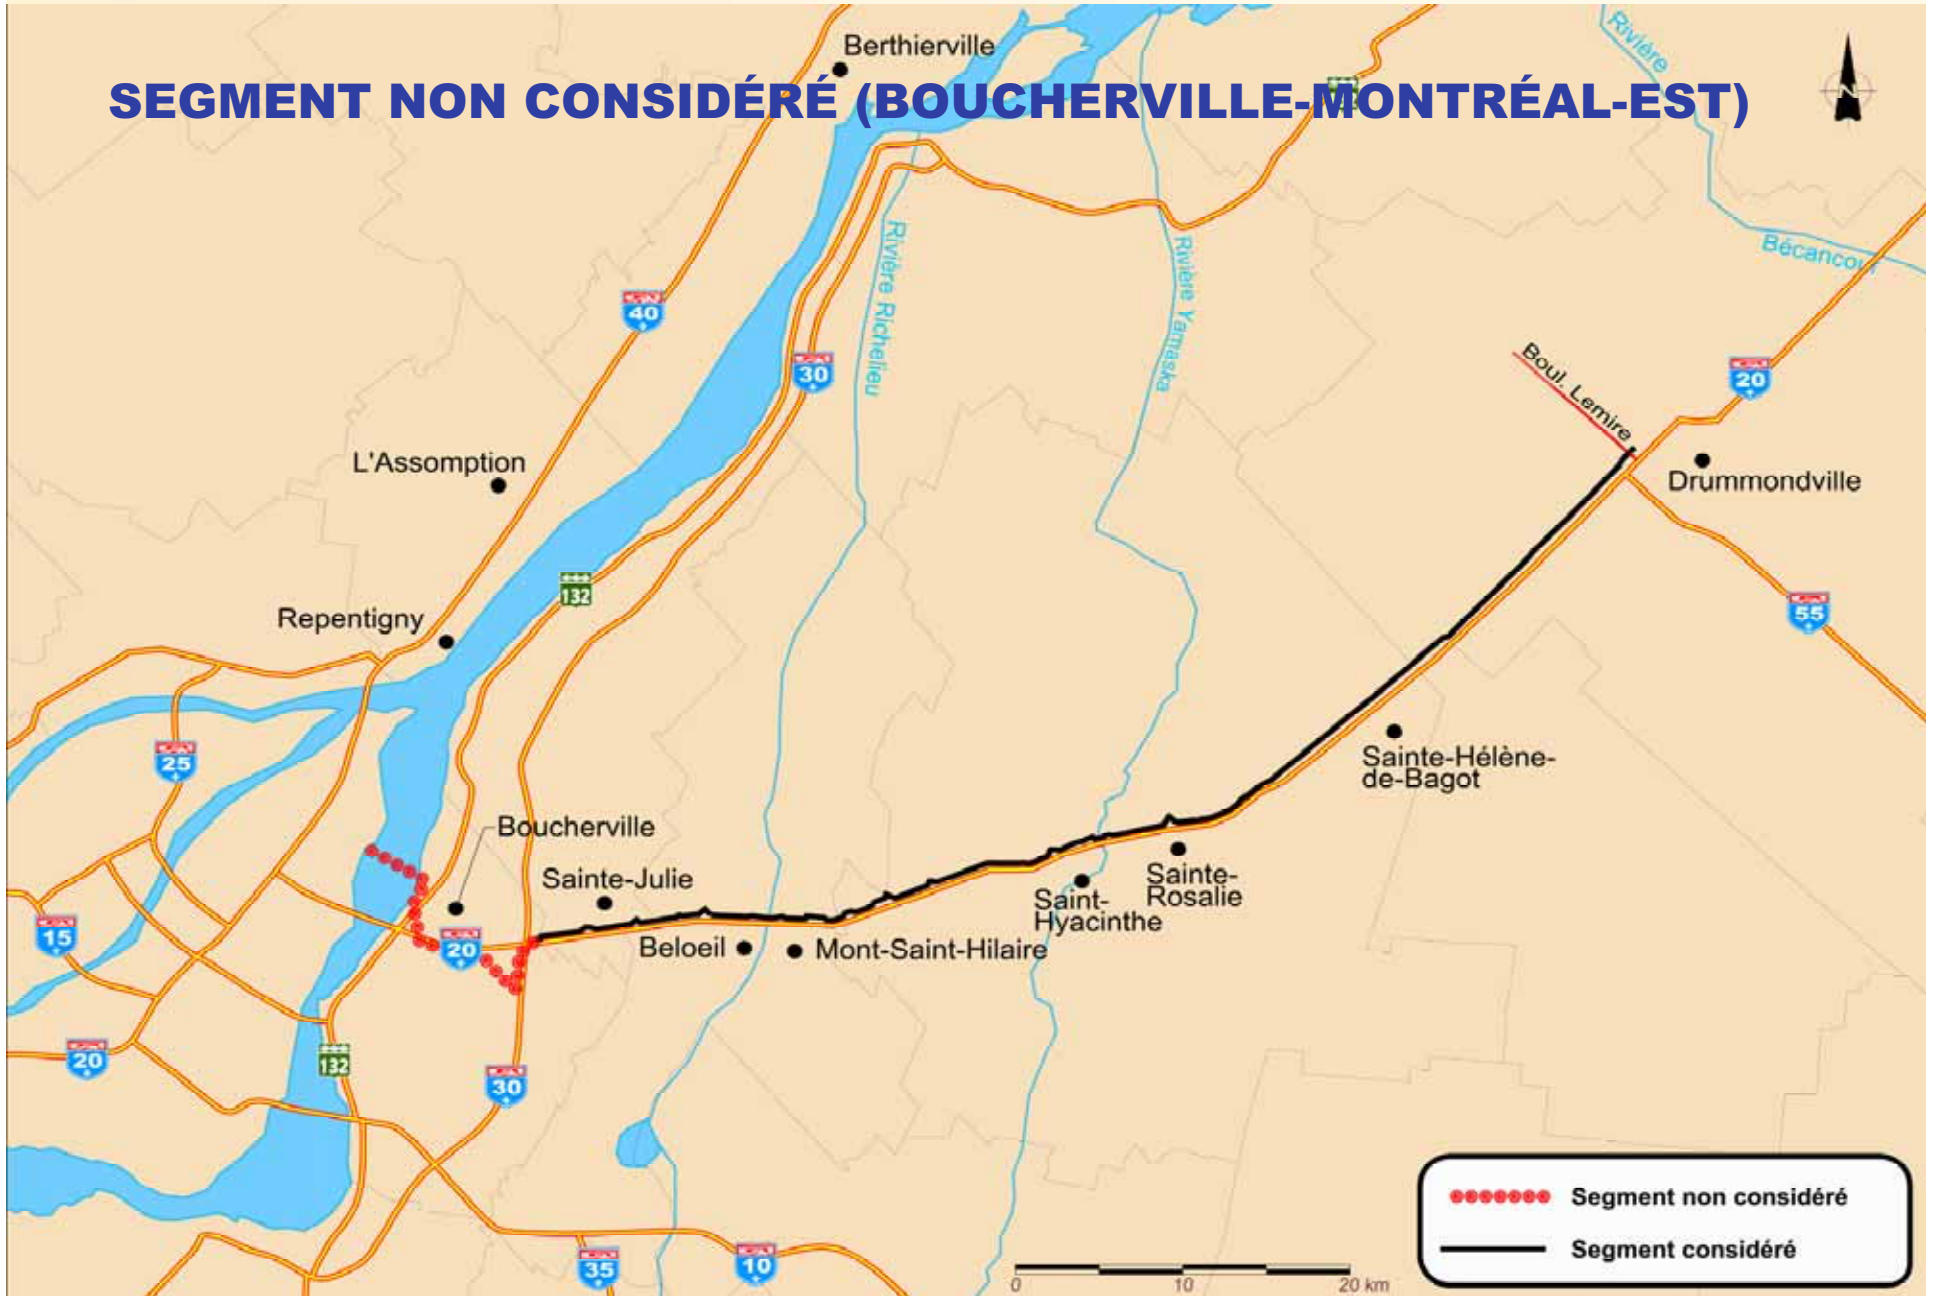 Berthierville
SEGMENT NON CONSIDÉRÉ (BOUCHERVILLE-MONTRÉAL-EST)
Rivière
N
Bécancour
Rivière Richelieu
Rivière Yamaska
40
30
Boul. Lemire
20
L'Assomption
Drummondville
132
55
Repentigny
25
Sainte-Hélène-
de-Bagot
Boucherville
Sainte-Julie
Sainte-
Rosalie
Saint-
Hyacinthe
15
20
Beloeil
Mont-Saint-Hilaire
20
132
30
35
10
Segment non considéré
Segment considéré
0 10 20 km